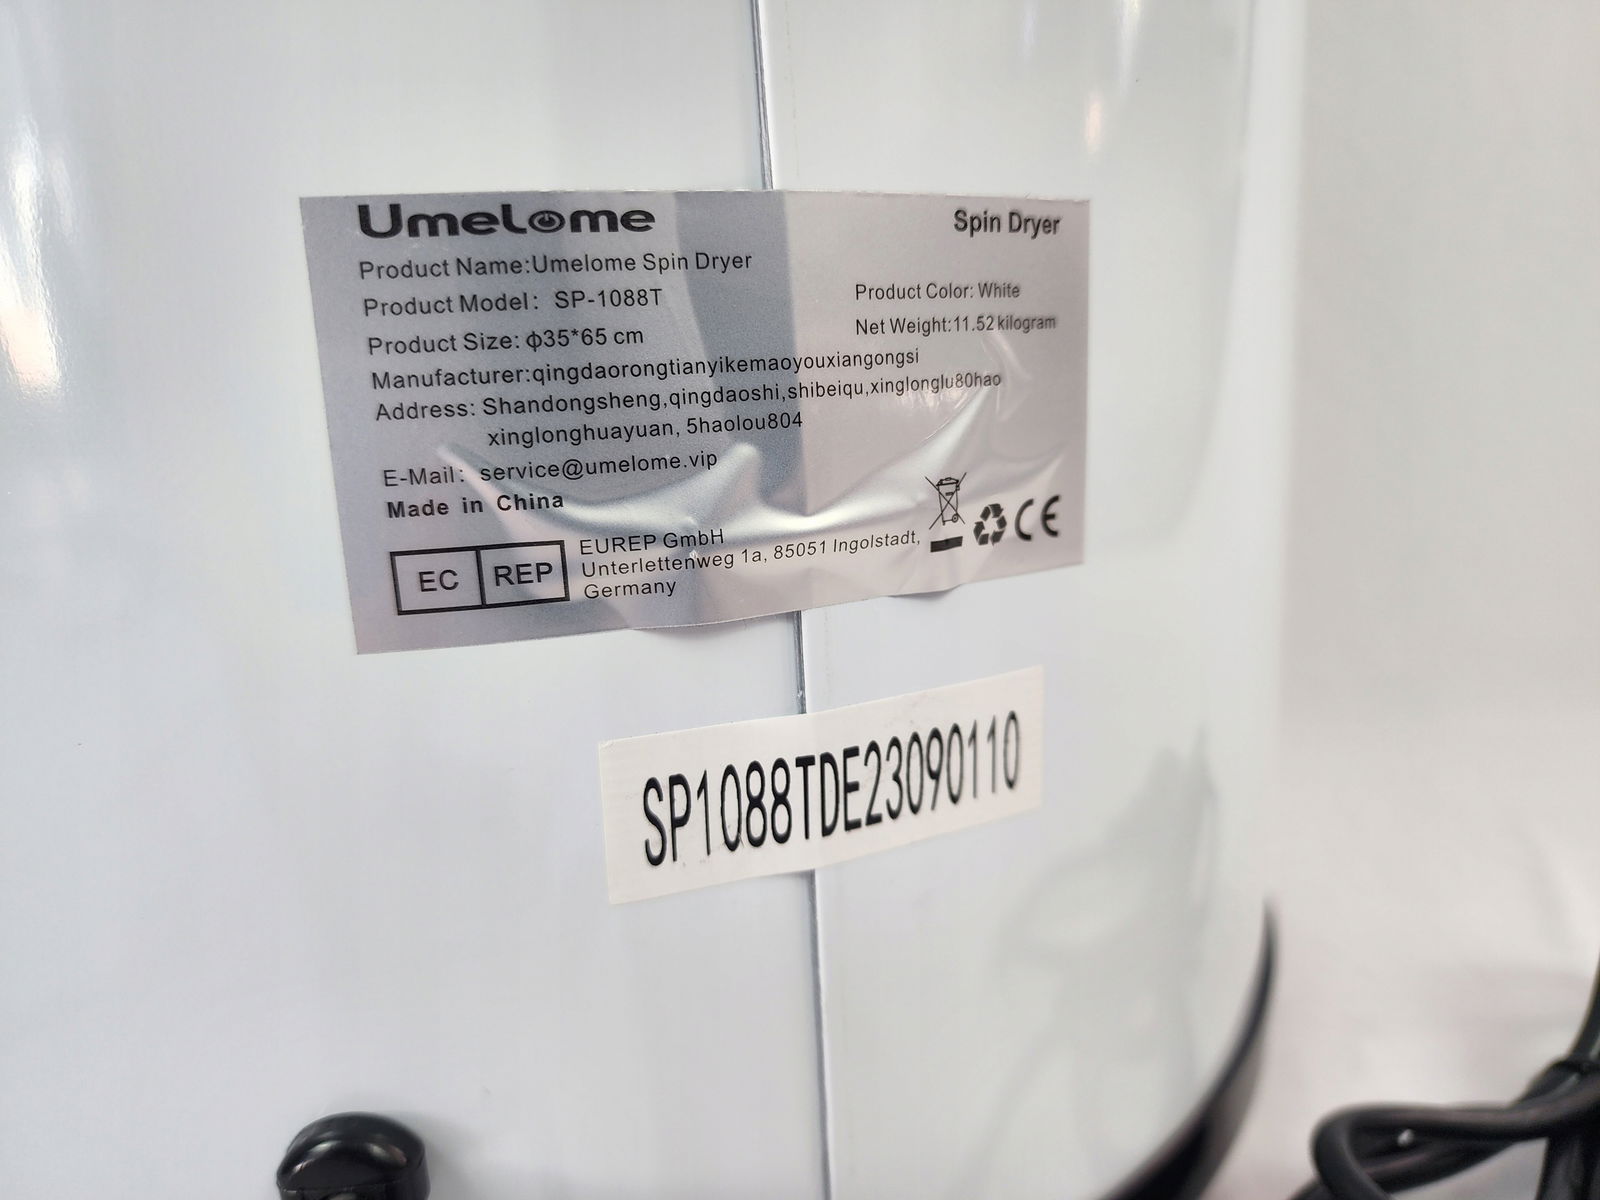 UmeLome
Spin Dryer
Product Name:Umelome Spin Dryer
Product Model: SP-1088T
Product Color: White
Product Size: ϕ35*65 cm
Net Weight:11.52 kilogram
Manufacturer:qingdaorongtianyikemaoyouxiangongsi
Address: Shandongsheng,qingdaoshi,shibeiqu,xinglonglu80hao
xinglonghuayuan, 5haolou804
E-Mail: service@umelome.vip
Made in China
EC REP
EUREP GmbH
Unterlettenweg 1a, 85051 Ingolstadt,
Germany
CE
SP1088TDE23090110